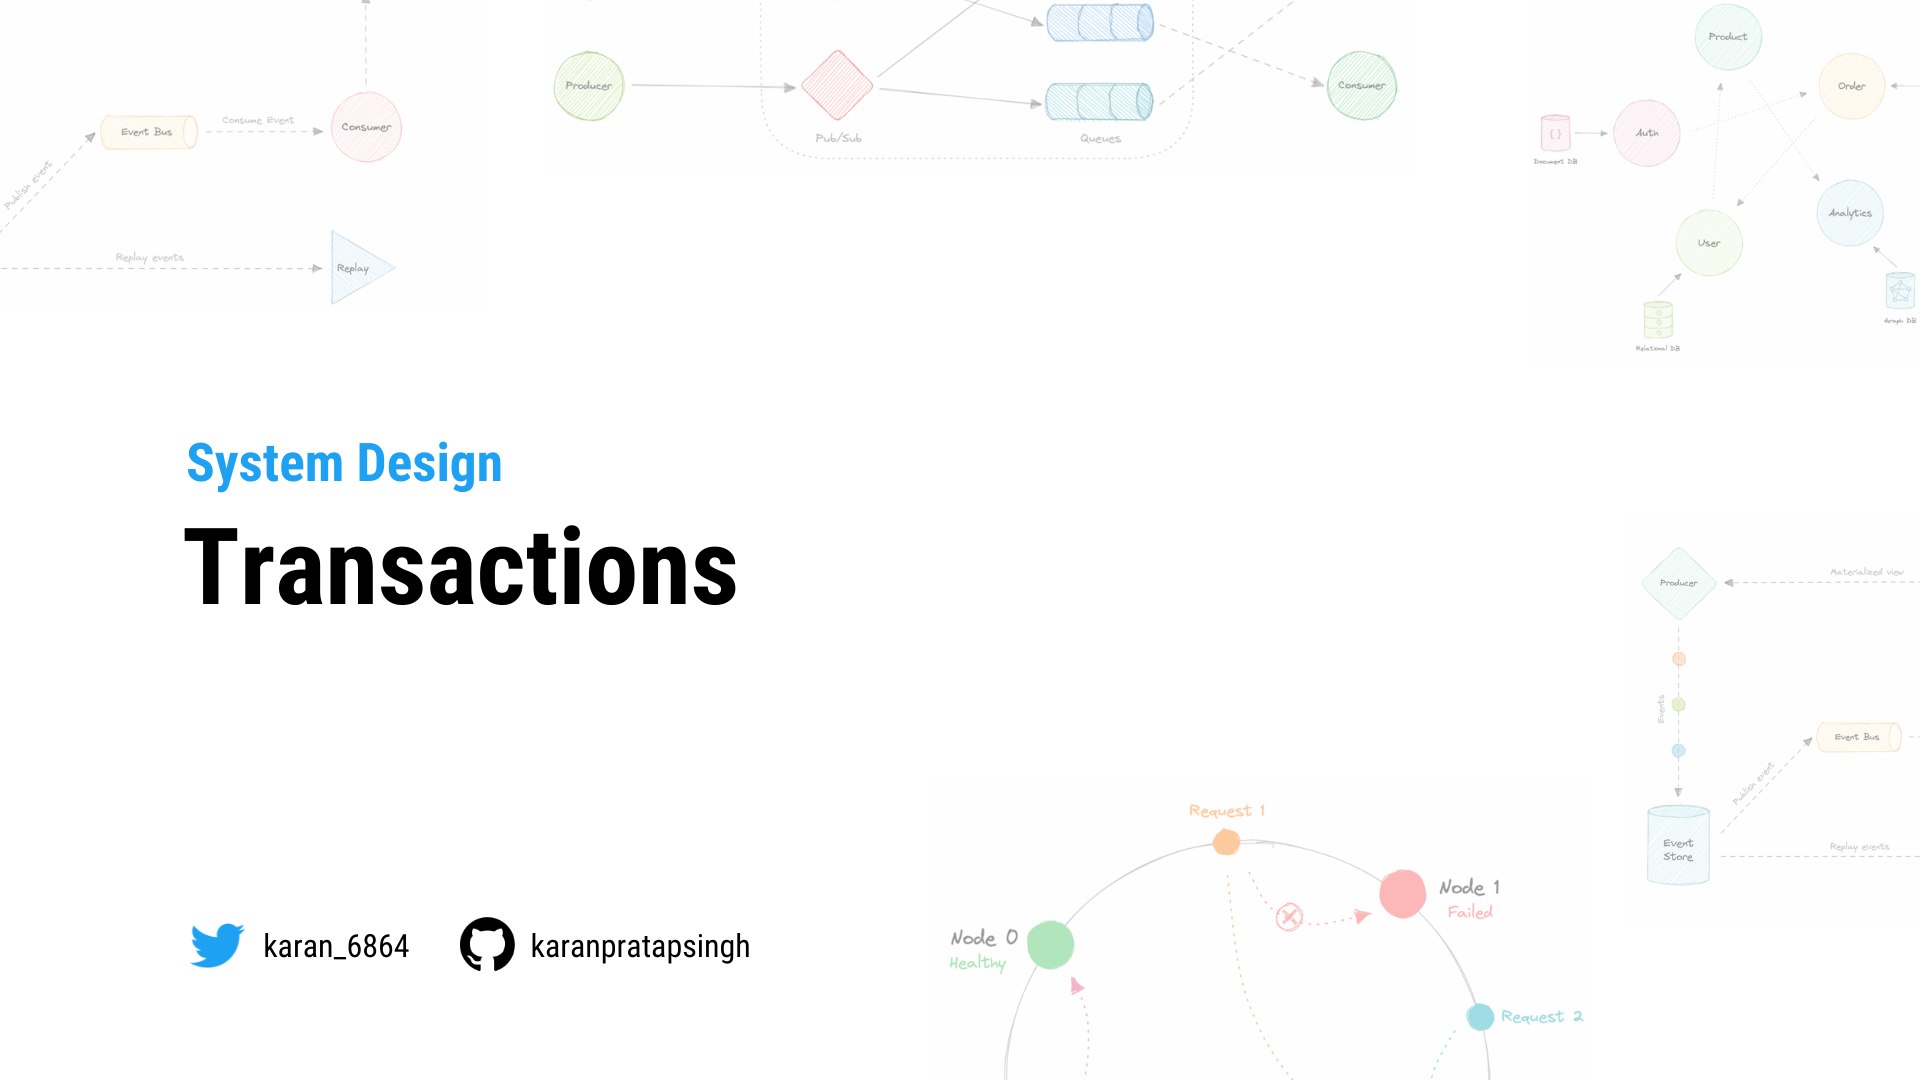 Publish event
Event Bus
Consume Event
Consumer
Replay events
Replay
Producer
Pub/Sub
Queues
Consumer
Product
Order
Auth
Document DB
Analytics
User
Graph DB
Relational DB
System Design
Transactions
karan_6864
karanpratapsingh
Producer
Materialized view
Events
Event Bus
Publish event
Event
Store
Replay events
Request 1
Node 1
Failed
Node 0
Healthy
Request 2